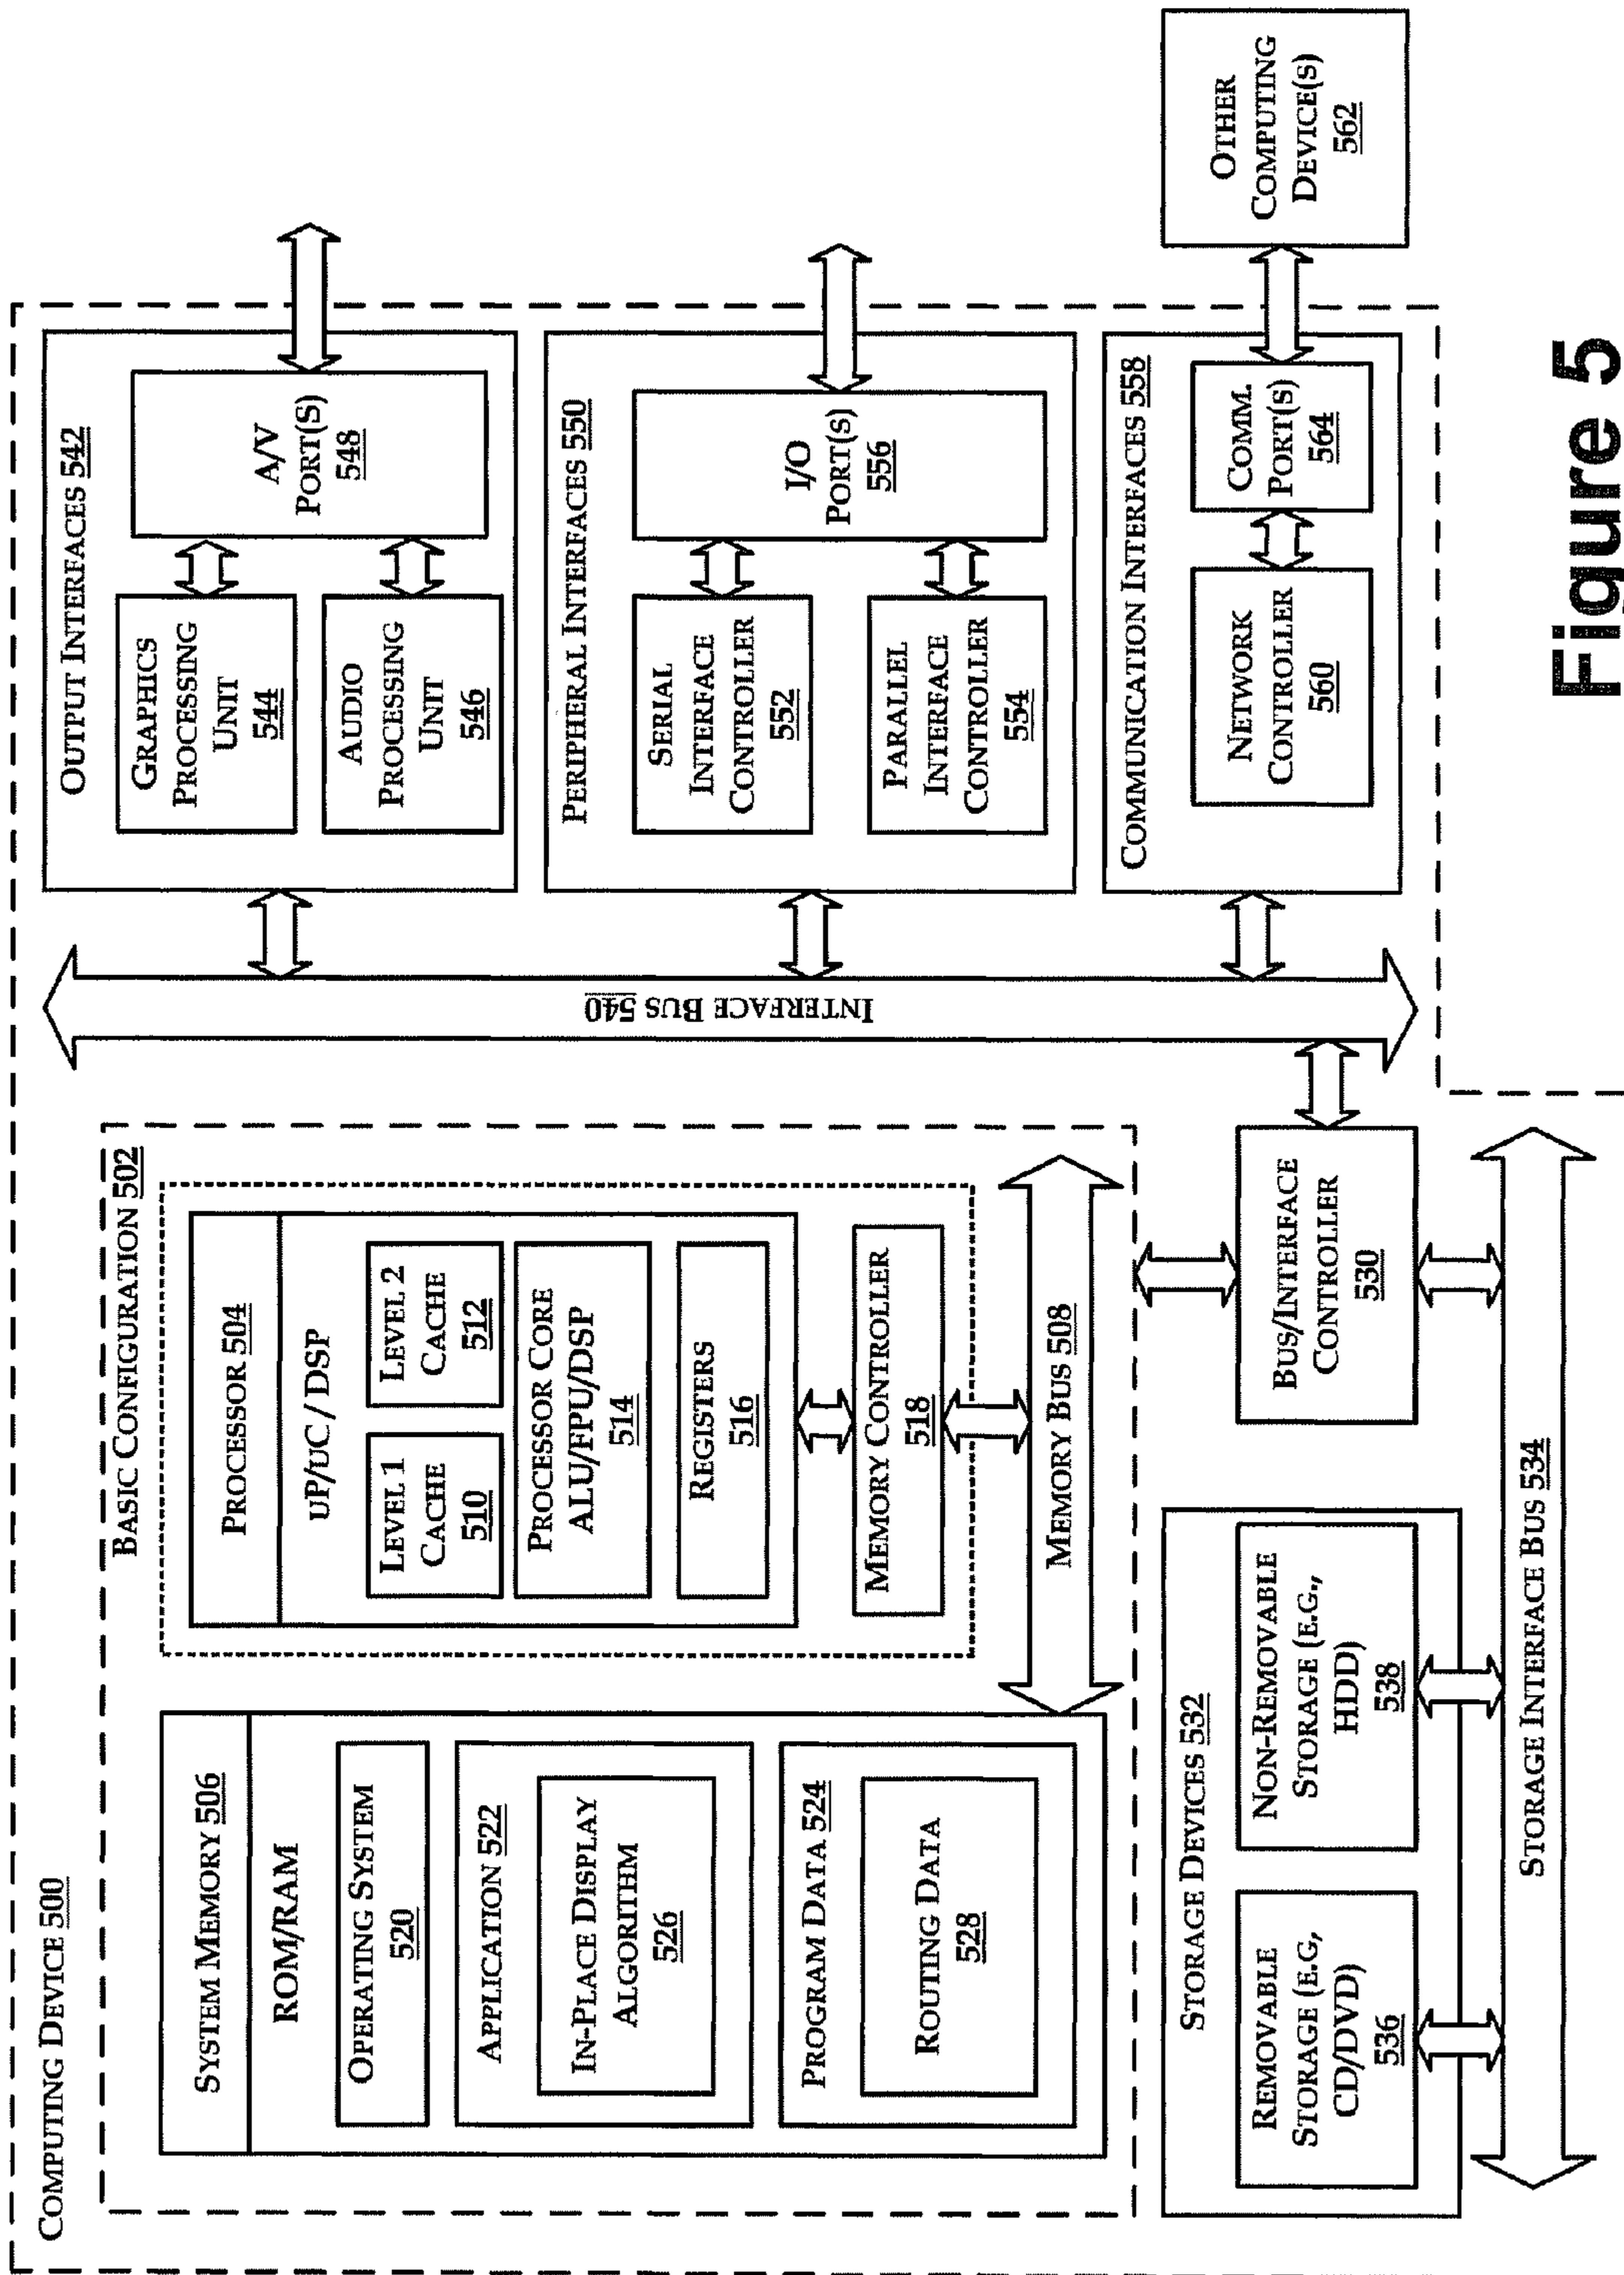 COMPUTING DEVICE 500
BASIC CONFIGURATION 502
SYSTEM MEMORY 506
ROM/RAM
OPERATING SYSTEM
520
APPLICATION 522
IN-PLACE DISPLAY
ALGORITHM
526
PROGRAM DATA 524
ROUTING DATA
528
PROCESSOR 504
UP/UC / DSP
LEVEL 1
CACHE
510
LEVEL 2
CACHE
512
PROCESSOR CORE
ALU/FPU/DSP
514
REGISTERS
516
MEMORY CONTROLLER
518
MEMORY BUS 508
BUS/INTERFACE
CONTROLLER
530
STORAGE DEVICES 532
REMOVABLE
STORAGE (E.G,
CD/DVD)
536
NON-REMOVABLE
STORAGE (E.G.,
HDD)
538
STORAGE INTERFACE BUS 534
INTERFACE BUS 540
OUTPUT INTERFACES 542
GRAPHICS
PROCESSING
UNIT
544
AUDIO
PROCESSING
UNIT
546
A/V
PORT(S)
548
PERIPHERAL INTERFACES 550
SERIAL
INTERFACE
CONTROLLER
552
PARALLEL
INTERFACE
CONTROLLER
554
I/O
PORT(S)
556
COMMUNICATION INTERFACES 558
NETWORK
CONTROLLER
560
COMM.
PORT(S)
564
OTHER
COMPUTING
DEVICE(S)
562
Figure 5